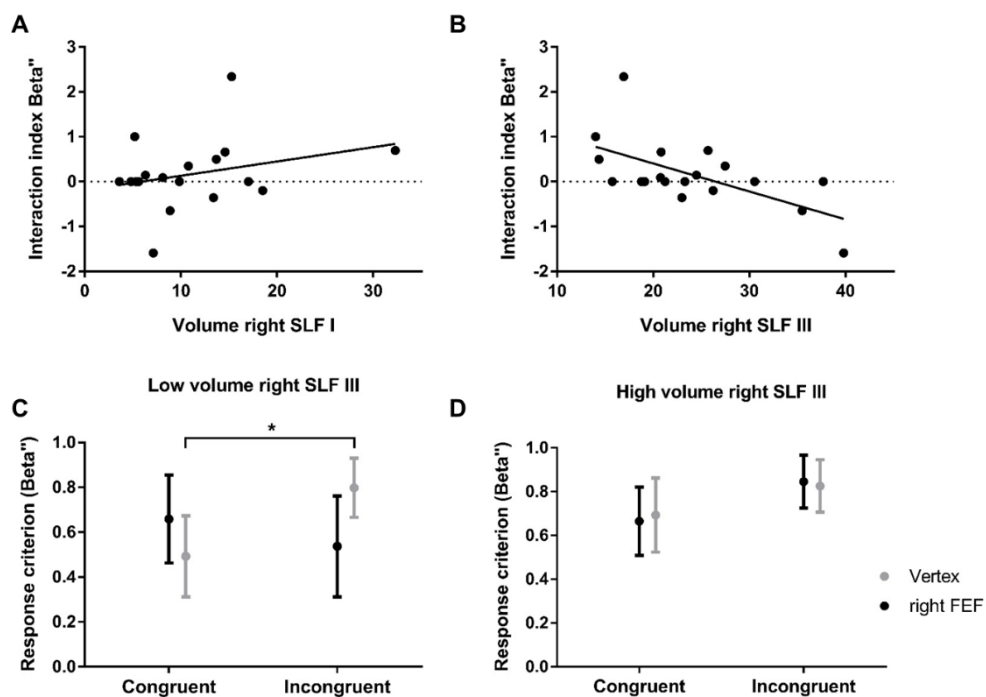 A
Interaction index Beta"
3
2
1
0
-1
-2
0
10
20
30
Volume right SLF I
B
Interaction index Beta"
3
2
1
0
-1
-2
10
20
30
40
Volume right SLF III
Low volume right SLF III
C
Response criterion (Beta")
1.0
0.8
0.6
0.4
0.2
0.0
*
Congruent
Incongruent
High volume right SLF III
D
Response criterion (Beta")
1.0
0.8
0.6
0.4
0.2
0.0
Congruent
Incongruent
Vertex
right FEF